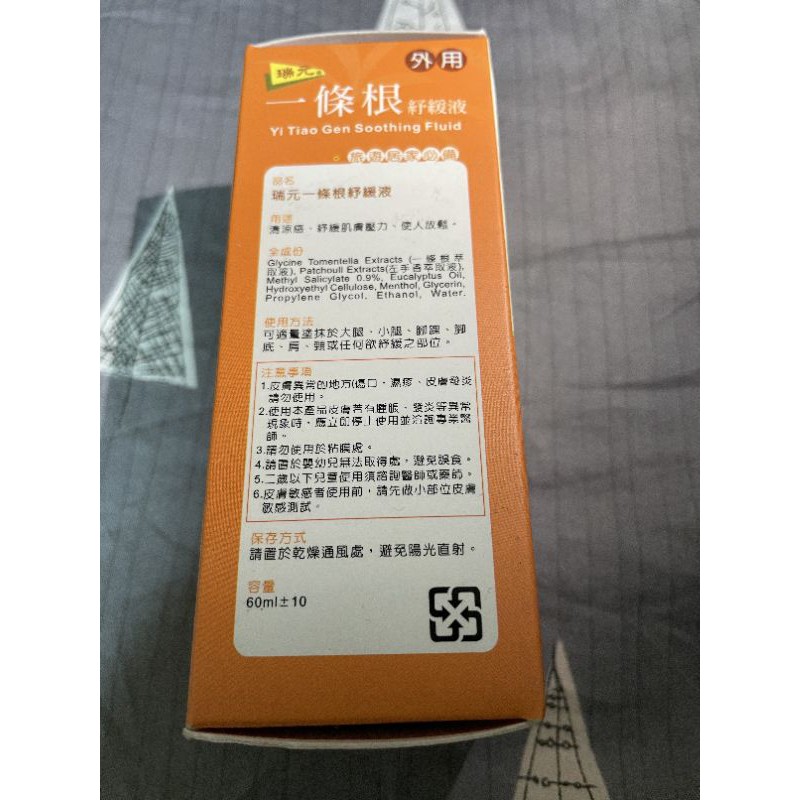 外用
瑞元
一條根紓緩液
Yi Tiao Gen Soothing Fluid
旅遊居家必備
品名
瑞元一條根紓緩液
用途
清涼感、紓緩肌膚壓力、使人放鬆。
全成份
Glycine Tomentella Extracts (一條根萃
取液), Patchouli Extracts(左手香萃取液),
Methyl Salicylate 0.9%, Eucalyptus Oil,
Hydroxyethyl Cellulose, Menthol, Glycerin,
Propylene Glycol, Ethanol, Water.
使用方法
可適量塗抹於大腿、小腿、腳踝、腳
底、肩、頸或任何欲紓緩之部位。
注意事項
1.皮膚異常的地方(傷口、濕疹、皮膚發炎
請勿使用。
2.使用本產品皮膚若有腫脹、發炎等異常
現象時，應立即停止使用並洽詢專業醫
師。
3.請勿使用於粘膜處。
4.請置於嬰幼兒無法取得處，避免誤食。
5.二歲以下兒童使用須諮詢醫師或藥師。
6.皮膚敏感者使用前，請先做小部位皮膚
敏感測試。
保存方式
請置於乾燥通風處，避免陽光直射。
容量
60ml±10